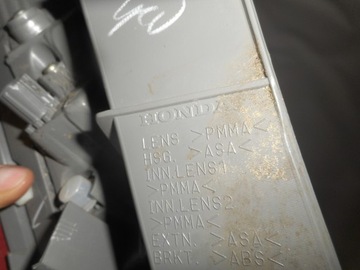 HONDA
LENS >PMMA<
HSG. >ASA<
INN.LENS1
>PMMA<
INN.LENS2
>PMMA<
EXTN. >ASA<
BRKT. >ABS<